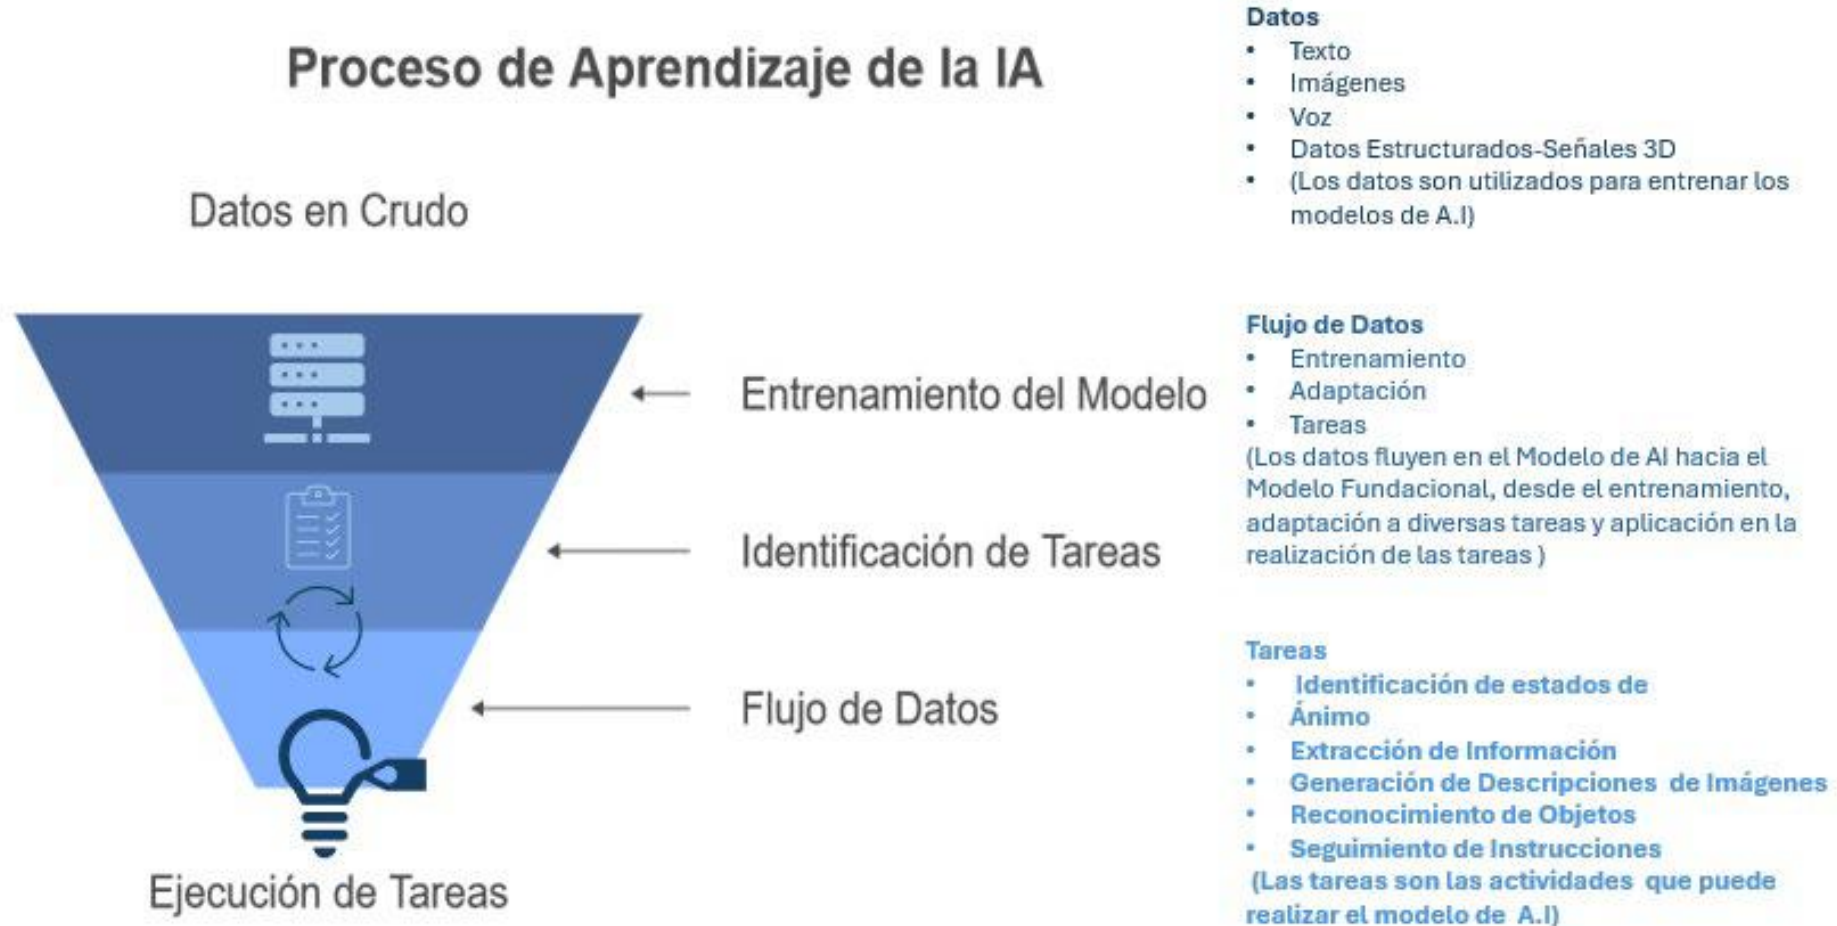 Proceso de Aprendizaje de la IA
Datos en Crudo
Entrenamiento del Modelo
Identificación de Tareas
Flujo de Datos
Ejecución de Tareas
Datos
• Texto
• Imágenes
• Voz
• Datos Estructurados-Señales 3D
• (Los datos son utilizados para entrenar los
modelos de A.I)
Flujo de Datos
• Entrenamiento
• Adaptación
• Tareas
(Los datos fluyen en el Modelo de AI hacia el
Modelo Fundacional, desde el entrenamiento,
adaptación a diversas tareas y aplicación en la
realización de las tareas )
Tareas
• Identificación de estados de
• Ánimo
• Extracción de Información
• Generación de Descripciones de Imágenes
• Reconocimiento de Objetos
• Seguimiento de Instrucciones
(Las tareas son las actividades que puede
realizar el modelo de A.I)